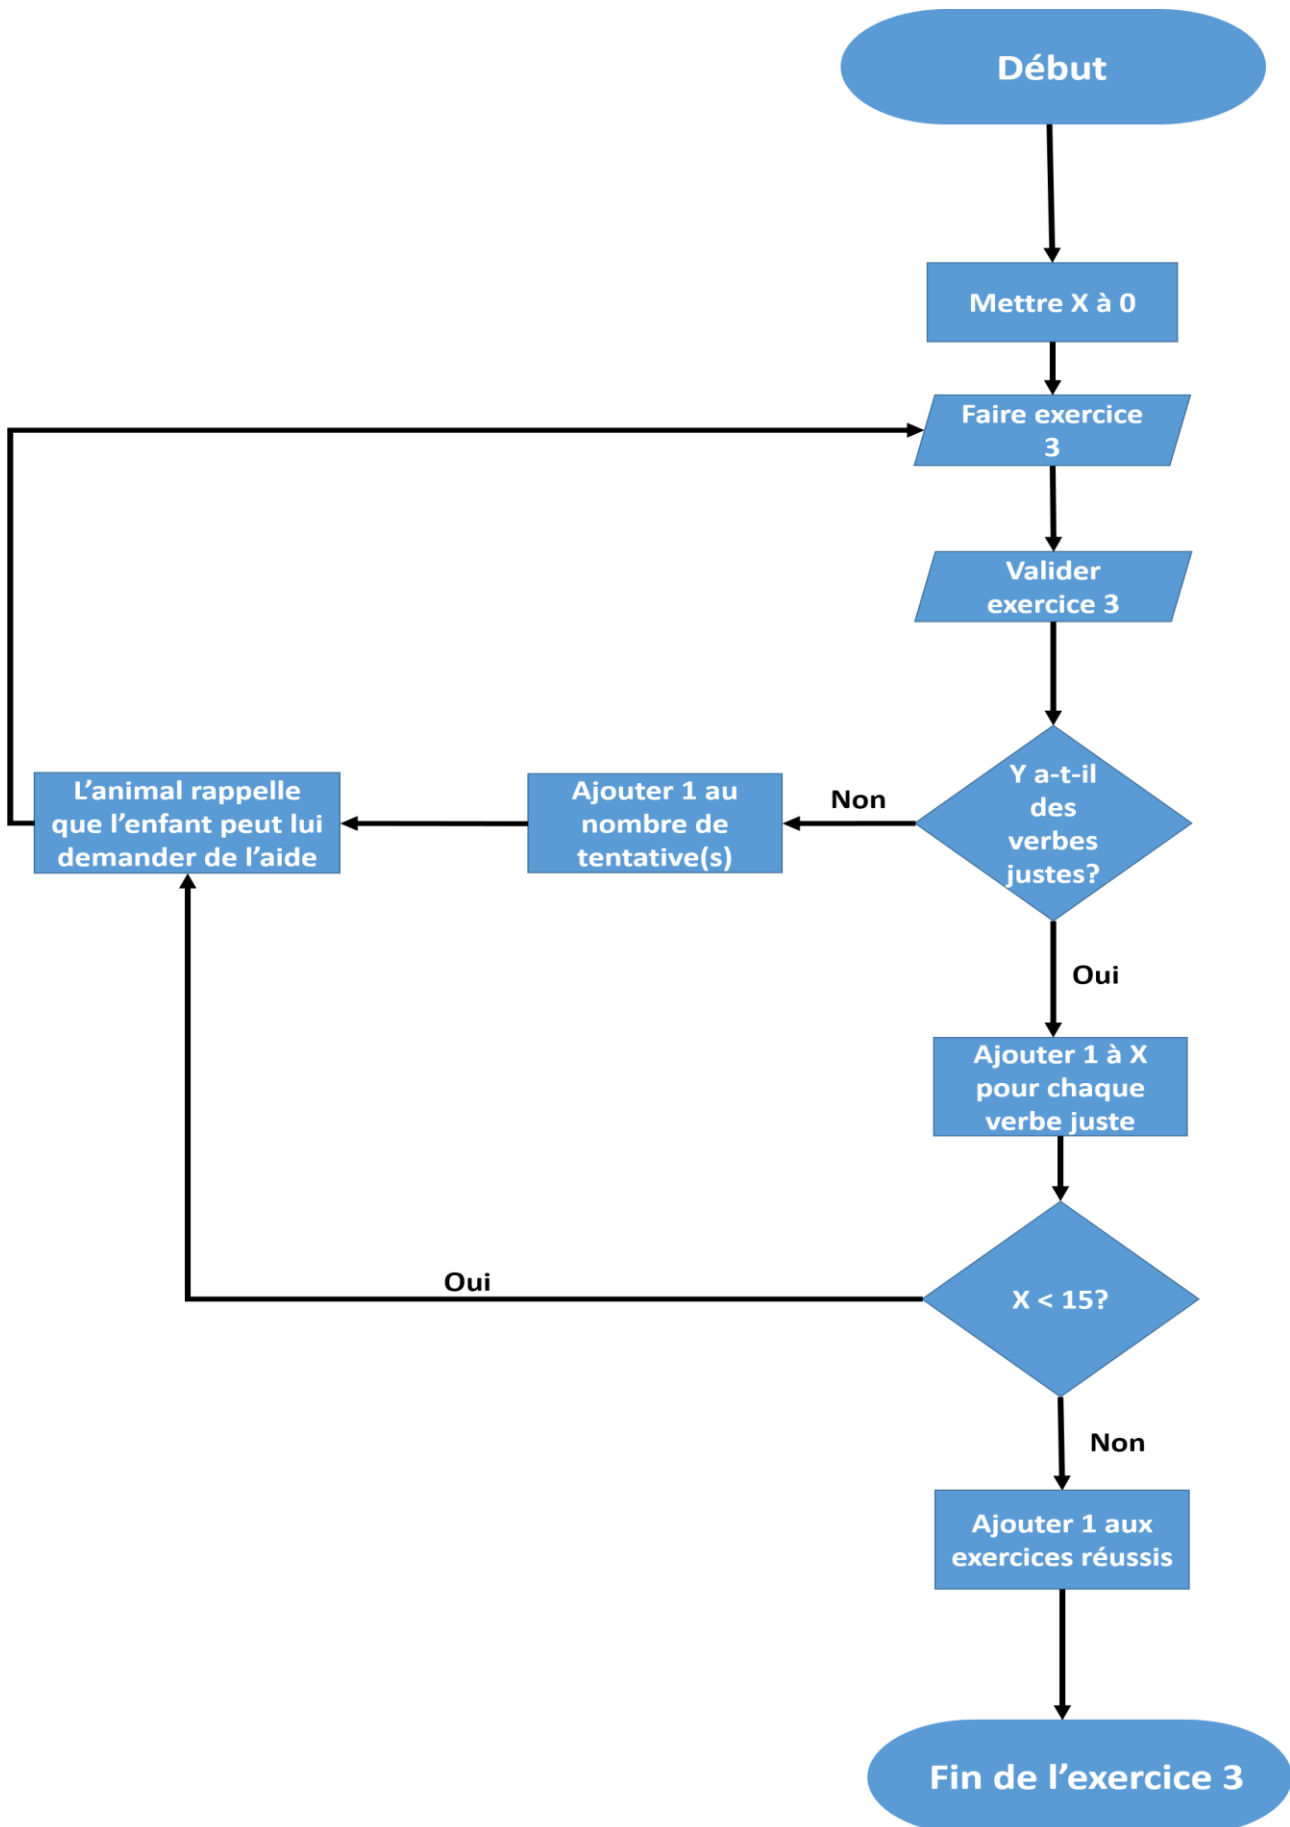 Début
Mettre X à 0
Faire exercice
3
Valider
exercice 3
Y a-t-il
des
verbes
justes?
Non
Ajouter 1 au
nombre de
tentative(s)
L’animal rappelle
que l’enfant peut lui
demander de l’aide
Oui
Ajouter 1 à X
pour chaque
verbe juste
X < 15?
Oui
Non
Ajouter 1 aux
exercices réussis
Fin de l’exercice 3